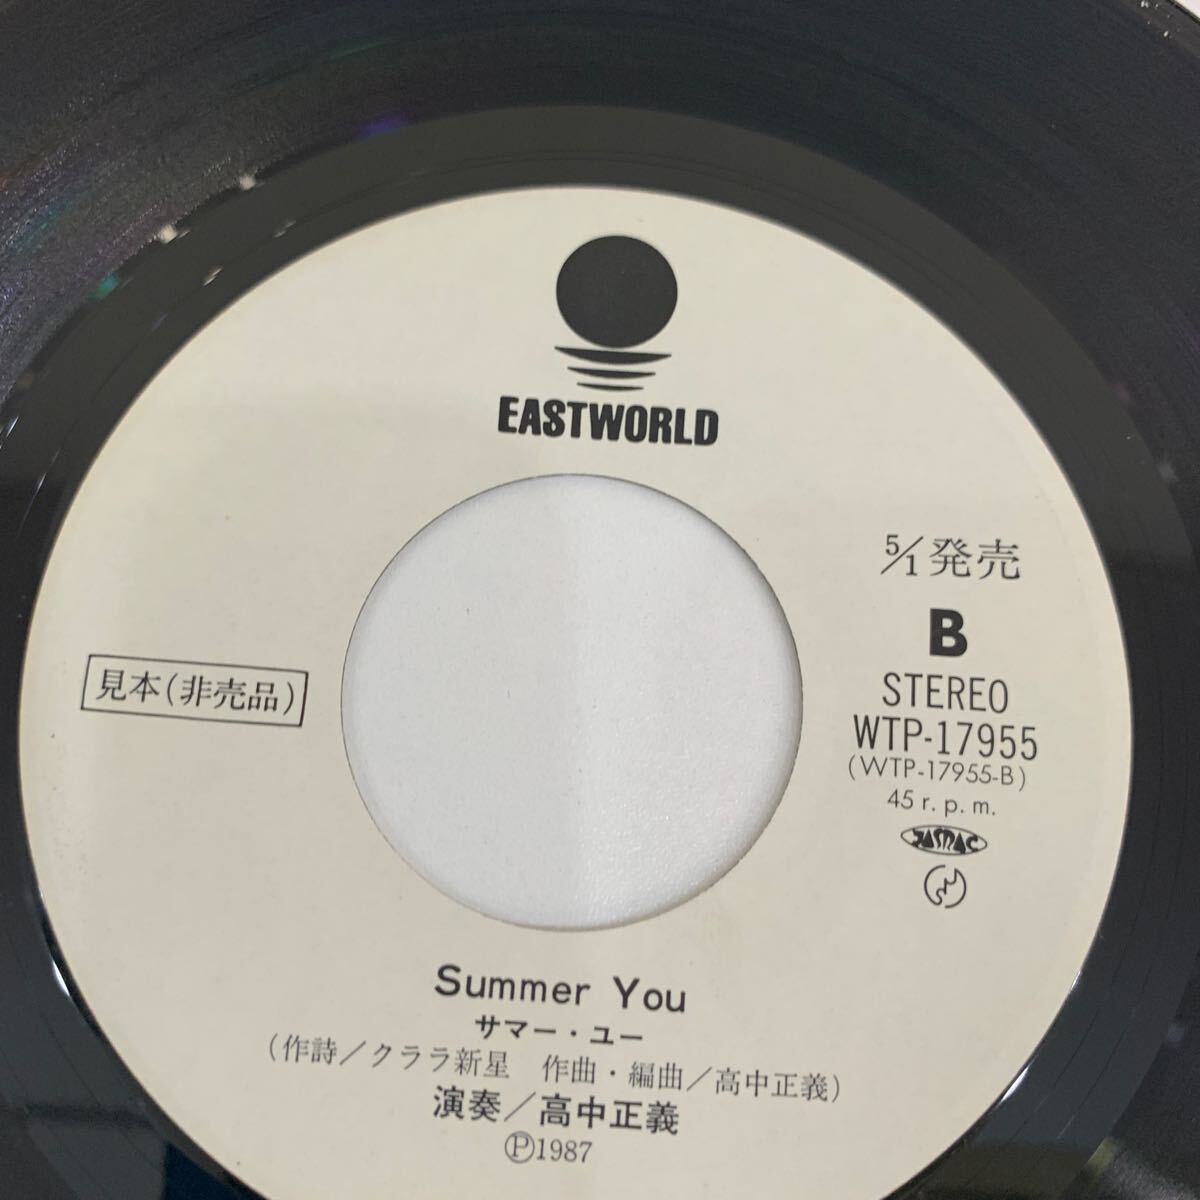 EASTWORLD
5/1発売
B
STEREO
WTP-17955
(WTP-17955-B)
45 r.p.m.
JASRAC
見本(非売品)
Summer You
サマー・ユー
(作詩/クララ新星 作曲・編曲/高中正義)
演奏/高中正義
Ⓟ1987